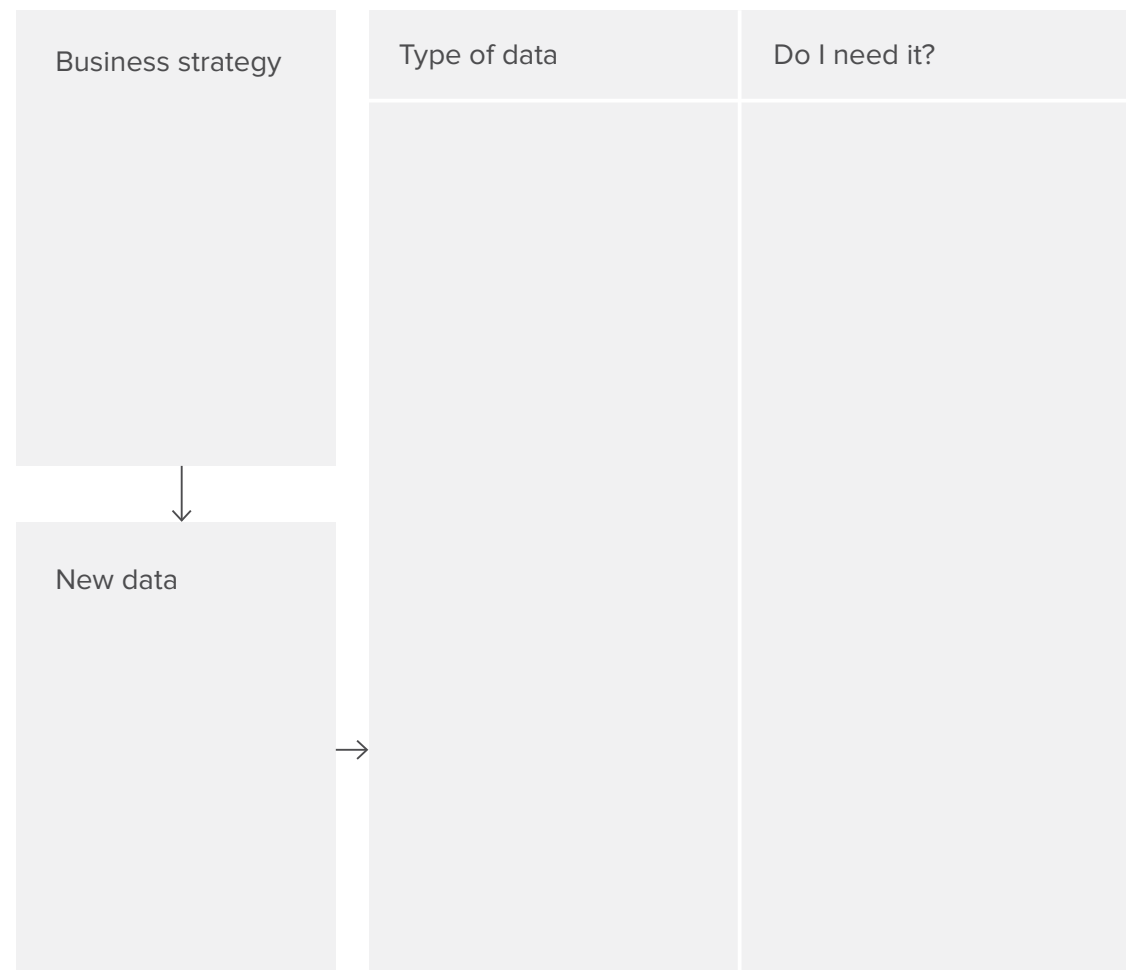 Business strategy
Type of data
Do I need it?
New data